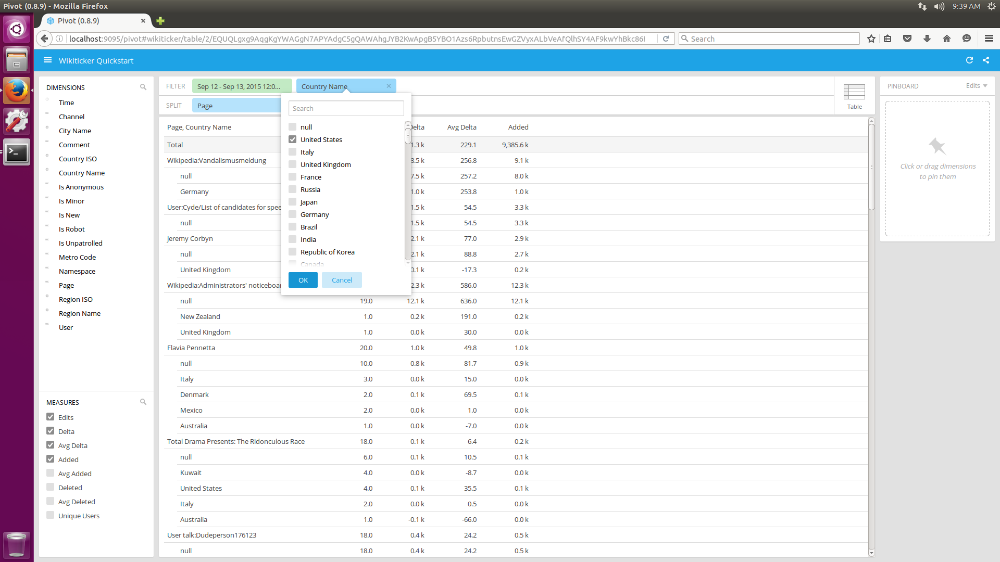 Pivot (0.8.9) - Mozilla Firefox
9:39 AM
Pivot (0.8.9)
localhost:9095/pivot#wikiticker/table/2/EQUQLgxg9AqgKgYWAGgN7APYAdgC5gQAWAhgJYB2KwApgB5YBO1Azs6RpbutnsEwGZVyxALbVeAfQlhSY4AF9kwYhBkc86I
Search
Wikiticker Quickstart
DIMENSIONS
Time
Channel
City Name
Comment
Country ISO
Country Name
Is Anonymous
Is Minor
Is New
Is Robot
Is Unpatrolled
Metro Code
Namespace
Page
Region ISO
Region Name
User
MEASURES
Edits
Delta
Avg Delta
Added
Avg Added
Deleted
Avg Deleted
Unique Users
FILTER
Sep 12 - Sep 13, 2015 12:0...
Country Name
SPLIT
Page
Table
Search
null
United States
Italy
United Kingdom
France
Russia
Japan
Germany
Brazil
India
Republic of Korea
Canada
OK
Cancel
Page, Country Name Delta Avg Delta Added
Total 1.3 k 229.1 9,385.6 k
Wikipedia:Vandalismusmeldung 8.5 k 256.8 9.1 k
null 7.5 k 257.2 8.0 k
Germany 1.0 k 253.8 1.0 k
User:Cyde/List of candidates for spee 1.5 k 54.5 3.3 k
null 1.5 k 54.5 3.3 k
Jeremy Corbyn 2.1 k 77.0 2.9 k
null 2.1 k 88.8 2.7 k
United Kingdom 0.1 k -17.3 0.2 k
Wikipedia:Administrators' noticeboar 2.3 k 586.0 12.3 k
null 19.0 12.1 k 636.0 12.1 k
New Zealand 1.0 0.2 k 191.0 0.2 k
United Kingdom 1.0 0.0 k 30.0 0.0 k
Flavia Pennetta 20.0 1.0 k 49.8 1.0 k
null 10.0 0.8 k 81.7 0.9 k
Italy 3.0 0.0 k 15.0 0.0 k
Denmark 2.0 0.1 k 69.5 0.1 k
Mexico 2.0 0.0 k 1.0 0.0 k
Australia 1.0 0.0 k -7.0 0.0 k
Total Drama Presents: The Ridonculous Race 18.0 0.1 k 6.4 0.2 k
null 6.0 0.1 k 10.5 0.1 k
Kuwait 4.0 0.0 k -8.7 0.0 k
United States 4.0 0.1 k 35.5 0.1 k
Italy 2.0 0.0 k 0.5 0.0 k
Australia 1.0 -0.1 k -66.0 0.0 k
User talk:Dudeperson176123 18.0 0.4 k 24.2 0.5 k
null 18.0 0.4 k 24.2 0.5 k
PINBOARD
Edits
Click or drag dimensions
to pin them